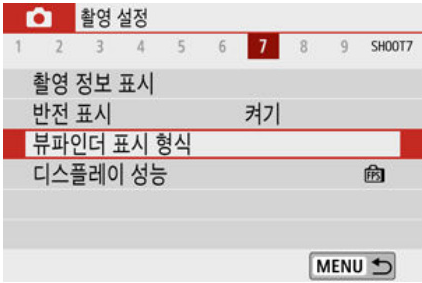 촬영 설정
1 2 3 4 5 6 7 8 9 SHOOT7
촬영 정보 표시
반전 표시 켜기
뷰파인더 표시 형식
디스플레이 성능 FPS
MENU